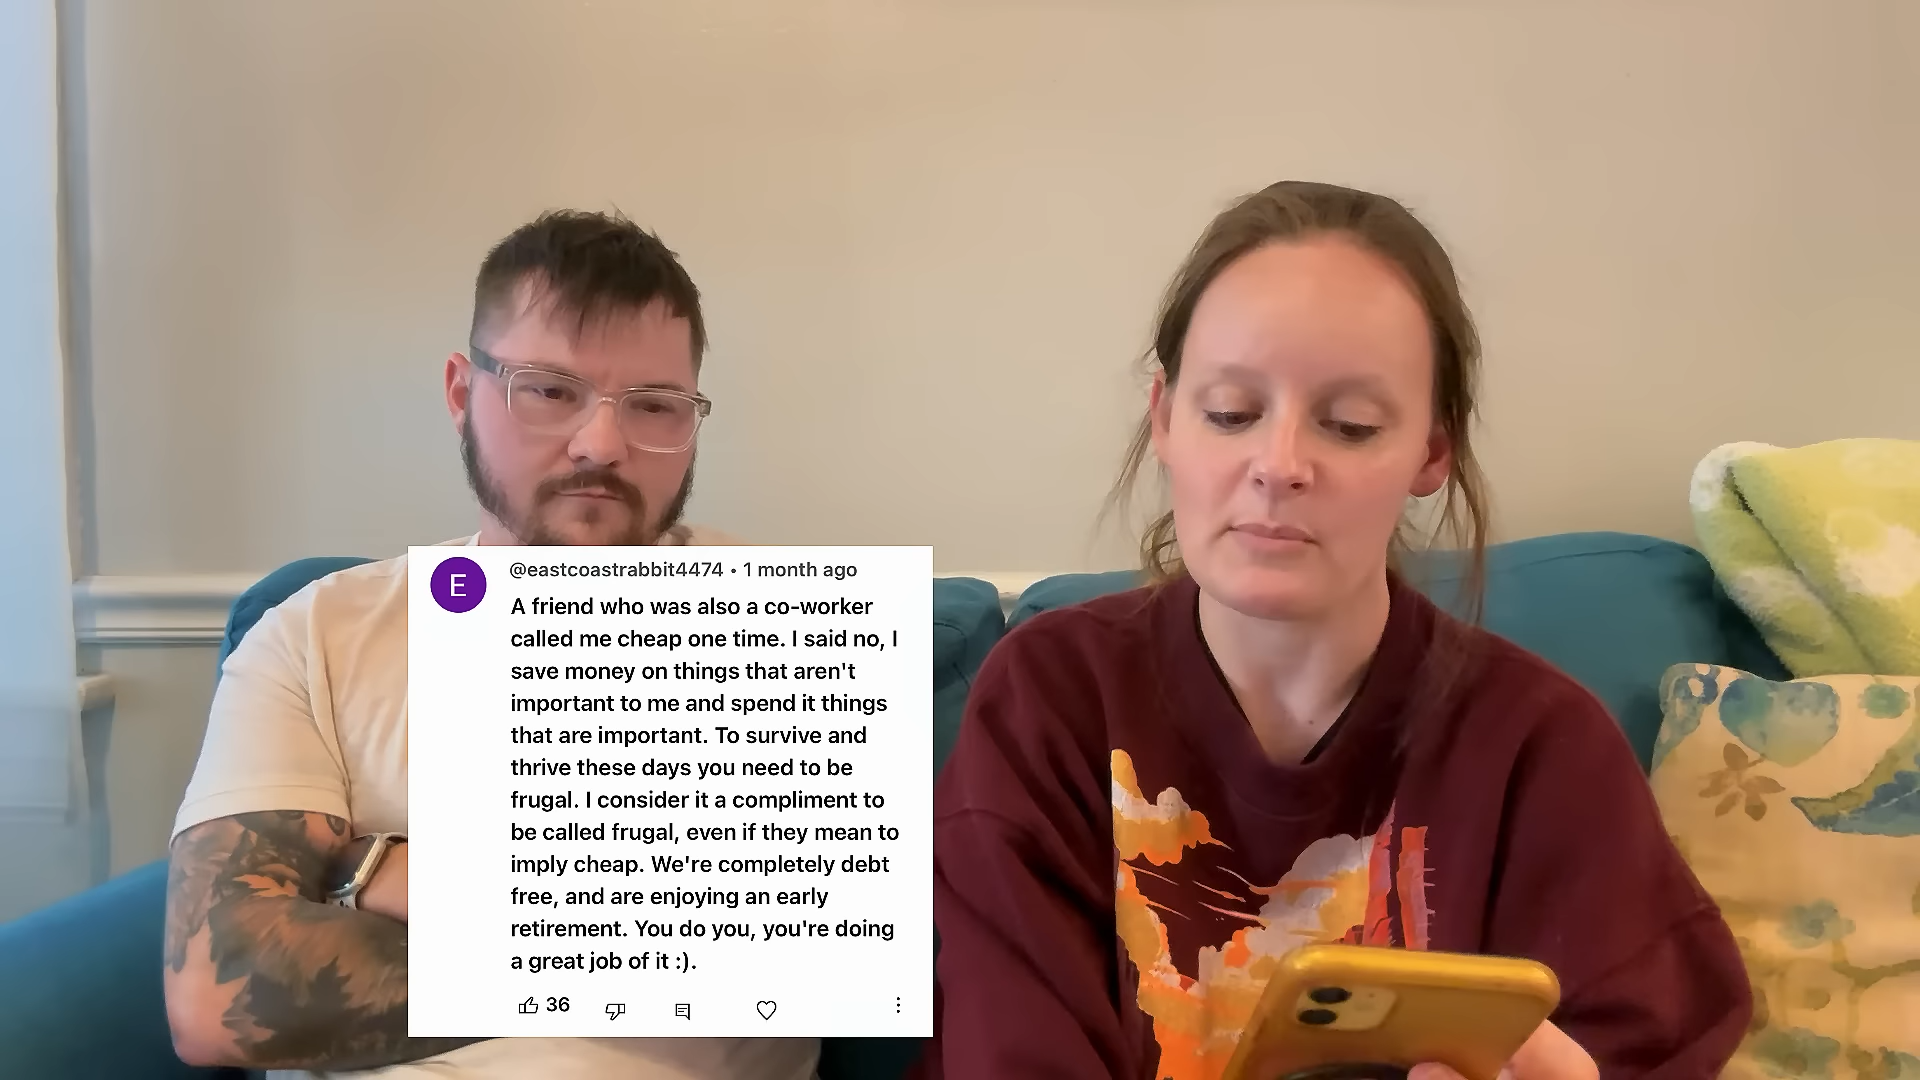 E
@eastcoastrabbit4474 • 1 month ago
A friend who was also a co-worker
called me cheap one time. I said no, I
save money on things that aren't
important to me and spend it things
that are important. To survive and
thrive these days you need to be
frugal. I consider it a compliment to
be called frugal, even if they mean to
imply cheap. We're completely debt
free, and are enjoying an early
retirement. You do you, you're doing
a great job of it :).
36